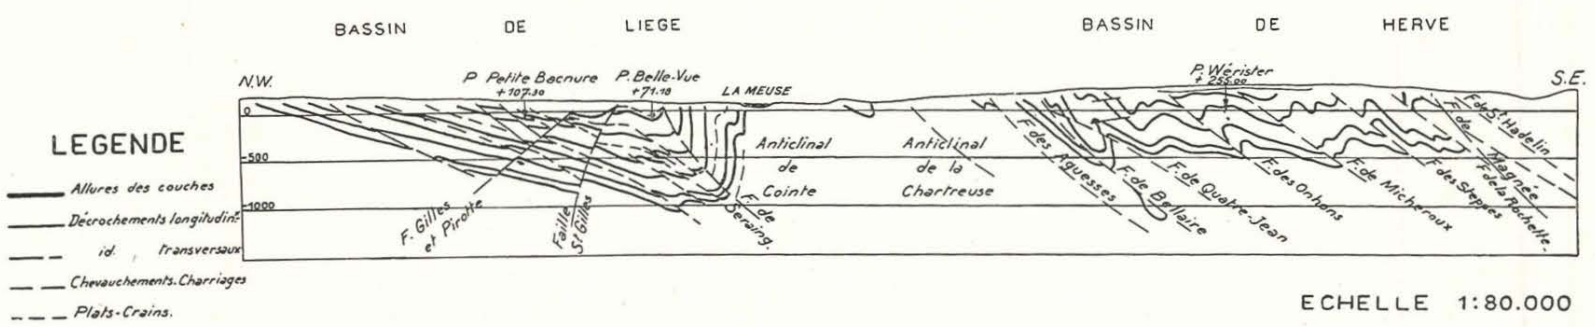 BASSIN DE LIEGE BASSIN DE HERVE
N.W. P Petite Bacnure P. Belle-Vue LA MEUSE P. Wérister S.E.
+107.30 +71.10 + 255.00
0
-500
-1000
Anticlinal
de
Cointe
Anticlinal
de la
Chartreuse
F. Gilles
et Pirotte
Faille
St Gilles
F. de
Seraing.
F. des Aguesses
F. de Bellaire
F. de Quatre-Jean
F. des Onhons
F. de Micheroux
F. des Steppes
F. de la Rochette.
F. de Magnée
F. de St Hadelin
LEGENDE
Allures des couches
Décrochements longitudinx
id. , Transversaux
Chevauchements. Charriages
Plats-Crains.
ECHELLE 1:80.000